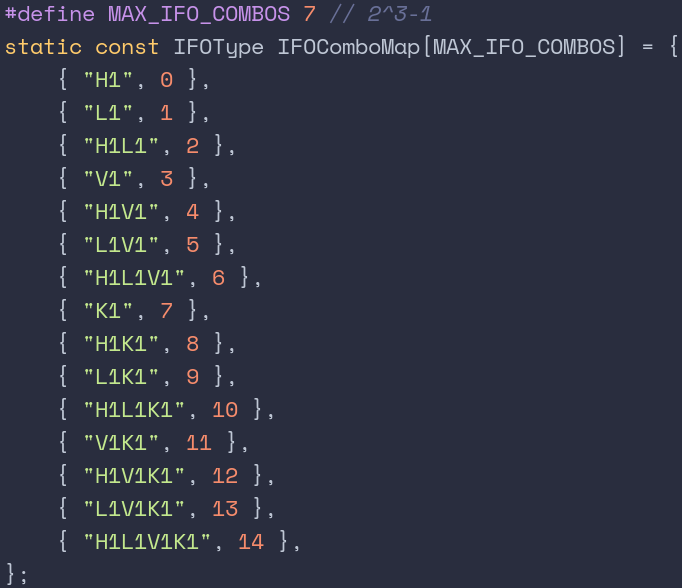 #define MAX_IFO_COMBOS 7 // 2^3-1
static const IFOType IFOComboMap[MAX_IFO_COMBOS] = {
    { "H1", 0 },
    { "L1", 1 },
    { "H1L1", 2 },
    { "V1", 3 },
    { "H1V1", 4 },
    { "L1V1", 5 },
    { "H1L1V1", 6 },
    { "K1", 7 },
    { "H1K1", 8 },
    { "L1K1", 9 },
    { "H1L1K1", 10 },
    { "V1K1", 11 },
    { "H1V1K1", 12 },
    { "L1V1K1", 13 },
    { "H1L1V1K1", 14 },
};